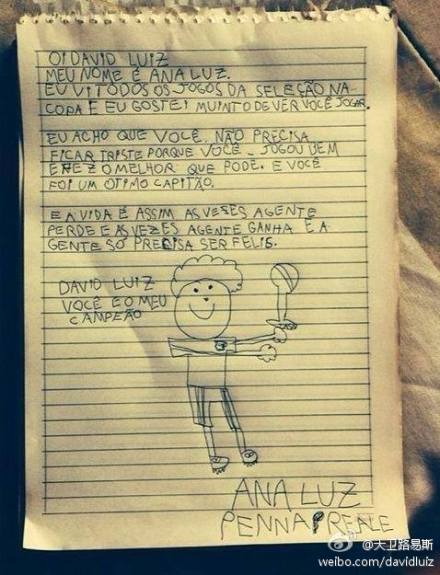 OI DAVID LUIZ
MEU NOME É ANA LUZ.
EU VI TODOS OS JOGOS DA SELEÇÃO NA
COPA E EU GOSTEI MUINTO DE VER VOCÊ JOGAR.
EU ACHO QUE VOCÊ NÃO PRECISA
FICAR TRISTE PORQUE VOCÊ JOGOU BEM
E FEZ O MELHOR QUE PODE. E VOCÊ
FOI UM OTIMO CAPITÃO.
E A VIDA É ASSIM AS VEZES AGENTE
PERDE E AS VEZES AGENTE GANHA E A
GENTE SÓ PRECISA SER FELIS.
DAVID LUIZ
VOCÊ E O MEU
CAMPEÃO
ANA LUZ
PENNA REALE
@大卫路易斯
weibo.com/davidluiz